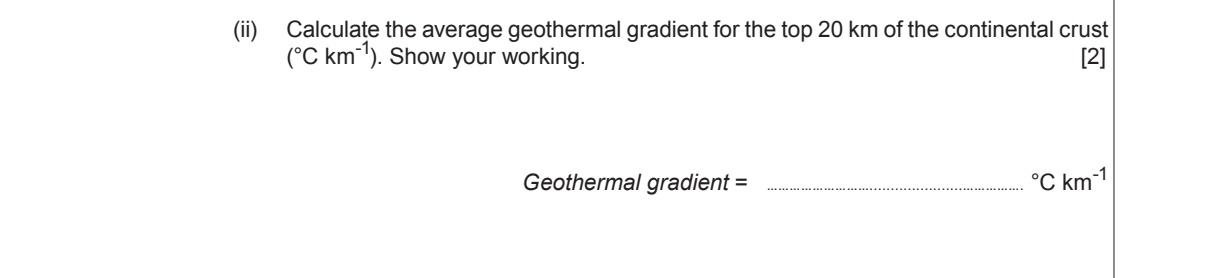 (ii) Calculate the average geothermal gradient for the top 20 km of the continental crust
(°C km⁻¹). Show your working. [2]
Geothermal gradient = .................................................... °C km⁻¹